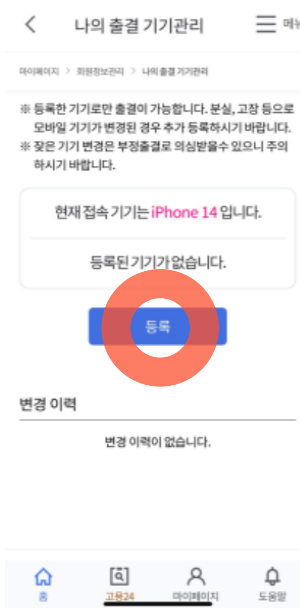 나의 출결 기기관리
메뉴
마이페이지 > 회원정보관리 > 나의출결 기기관리
※ 등록한 기기로만 출결이 가능합니다. 분실, 고장 등으로
모바일 기기가 변경된 경우 추가 등록하시기 바랍니다.
※ 잦은 기기 변경은 부정출결로 의심받을수 있으니 주의
하시기 바랍니다.
현재 접속 기기는 iPhone 14 입니다.
등록된 기기가 없습니다.
등록
변경 이력
변경 이력이 없습니다.
홈 고용24 마이페이지 도움말